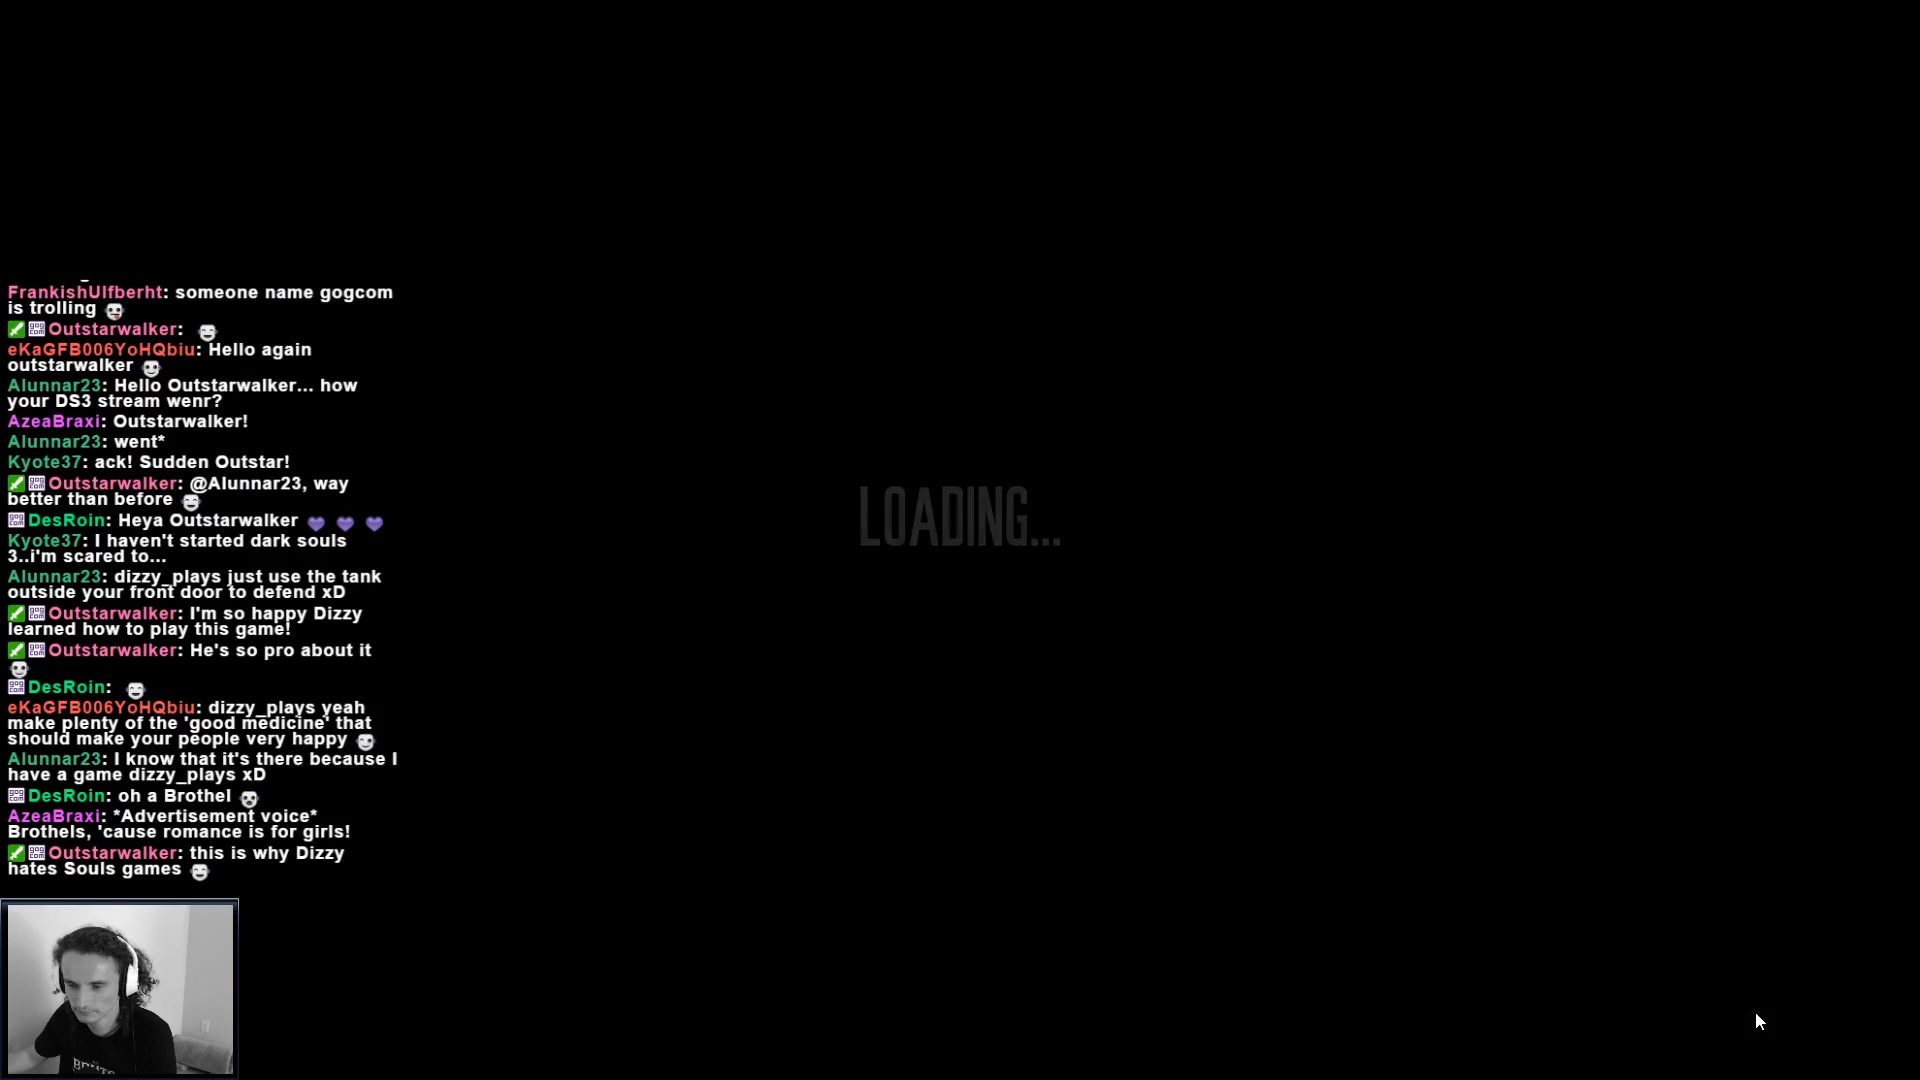 FrankishUlfberht: someone name gogcom
is trolling
Outstarwalker:
eKaGFB006YoHQbiu: Hello again
outstarwalker
Alunnar23: Hello Outstarwalker... how
your DS3 stream wenr?
AzeaBraxi: Outstarwalker!
Alunnar23: went*
Kyote37: ack! Sudden Outstar!
Outstarwalker: @Alunnar23, way
better than before
DesRoin: Heya Outstarwalker
Kyote37: I haven't started dark souls
3..i'm scared to...
Alunnar23: dizzy_plays just use the tank
outside your front door to defend xD
Outstarwalker: I'm so happy Dizzy
learned how to play this game!
Outstarwalker: He's so pro about it
DesRoin:
eKaGFB006YoHQbiu: dizzy_plays yeah
make plenty of the 'good medicine' that
should make your people very happy
Alunnar23: I know that it's there because I
have a game dizzy_plays xD
DesRoin: oh a Brothel
AzeaBraxi: *Advertisement voice*
Brothels, 'cause romance is for girls!
Outstarwalker: this is why Dizzy
hates Souls games
LOADING...